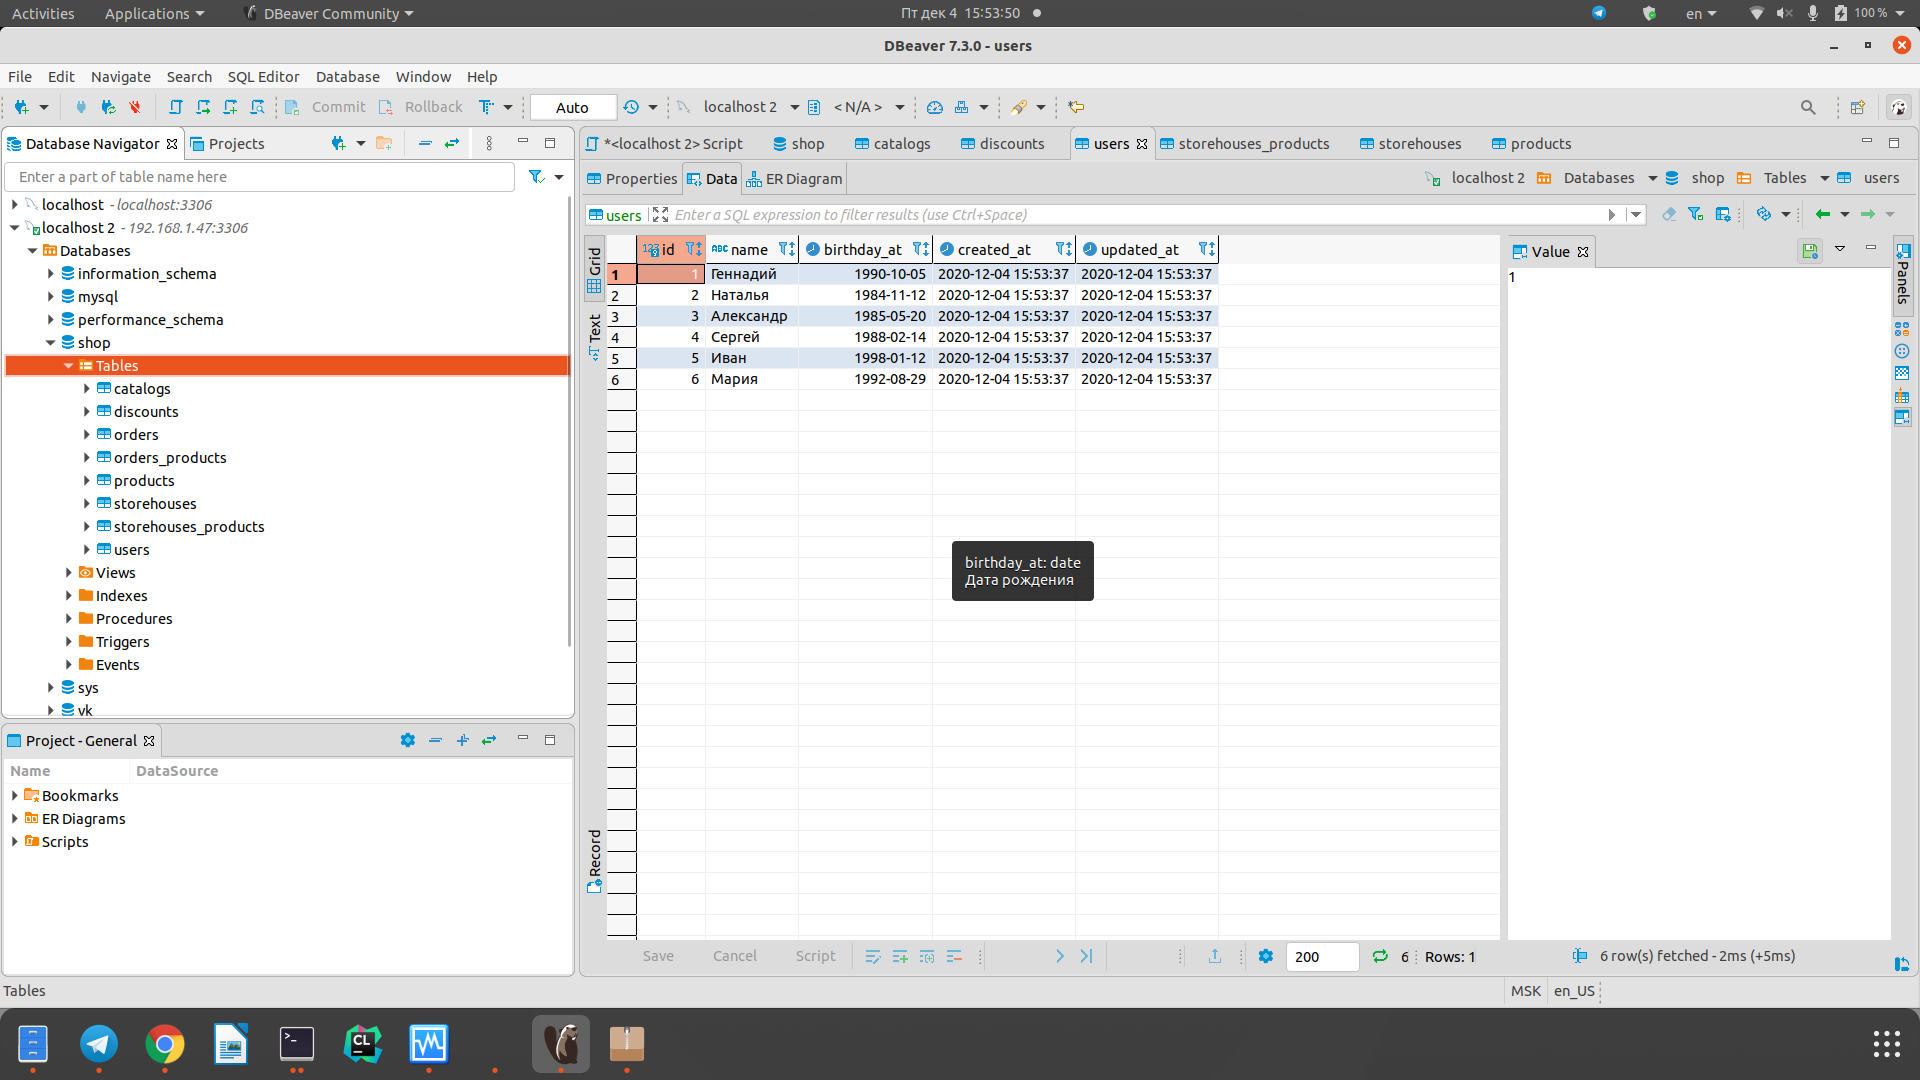 Activities Applications DBeaver Community Пт дек 4 15:53:50 en 100 %
DBeaver 7.3.0 - users
File Edit Navigate Search SQL Editor Database Window Help
Commit Rollback Auto localhost 2 < N/A >
Database Navigator Projects
*<localhost 2> Script shop catalogs discounts users storehouses_products storehouses products
Enter a part of table name here
Properties Data ER Diagram localhost 2 Databases shop Tables users
users Enter a SQL expression to filter results (use Ctrl+Space)
localhost - localhost:3306
localhost 2 - 192.168.1.47:3306
Databases
information_schema
mysql
performance_schema
shop
Tables
catalogs
discounts
orders
orders_products
products
storehouses
storehouses_products
users
Views
Indexes
Procedures
Triggers
Events
sys
vk
Grid
Text
Record
123 id ABC name birthday_at created_at updated_at
1 1 Геннадий 1990-10-05 2020-12-04 15:53:37 2020-12-04 15:53:37
2 2 Наталья 1984-11-12 2020-12-04 15:53:37 2020-12-04 15:53:37
3 3 Александр 1985-05-20 2020-12-04 15:53:37 2020-12-04 15:53:37
4 4 Сергей 1988-02-14 2020-12-04 15:53:37 2020-12-04 15:53:37
5 5 Иван 1998-01-12 2020-12-04 15:53:37 2020-12-04 15:53:37
6 6 Мария 1992-08-29 2020-12-04 15:53:37 2020-12-04 15:53:37
birthday_at: date
Дата рождения
Value
1
Panels
Project - General
Name DataSource
Bookmarks
ER Diagrams
Scripts
Save Cancel Script 200 6 Rows: 1 6 row(s) fetched - 2ms (+5ms)
Tables MSK en_US
CL